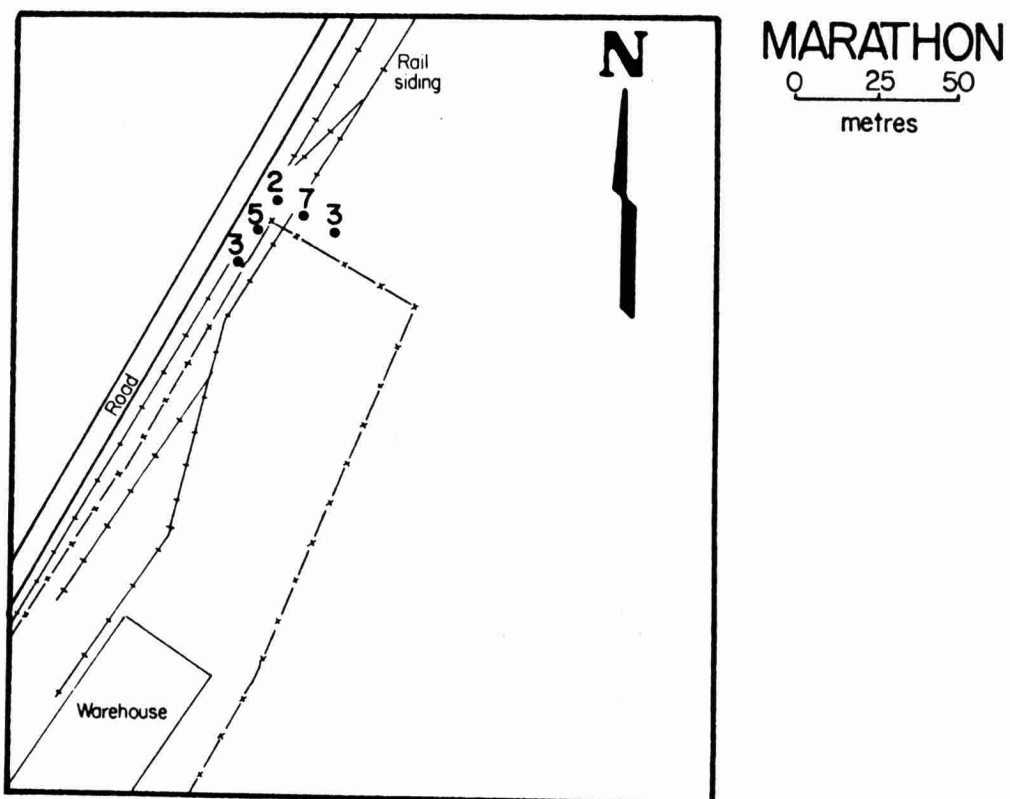 MARATHON
0 25 50
metres
N
Rail
siding
2
7
5
3
3
Road
Warehouse